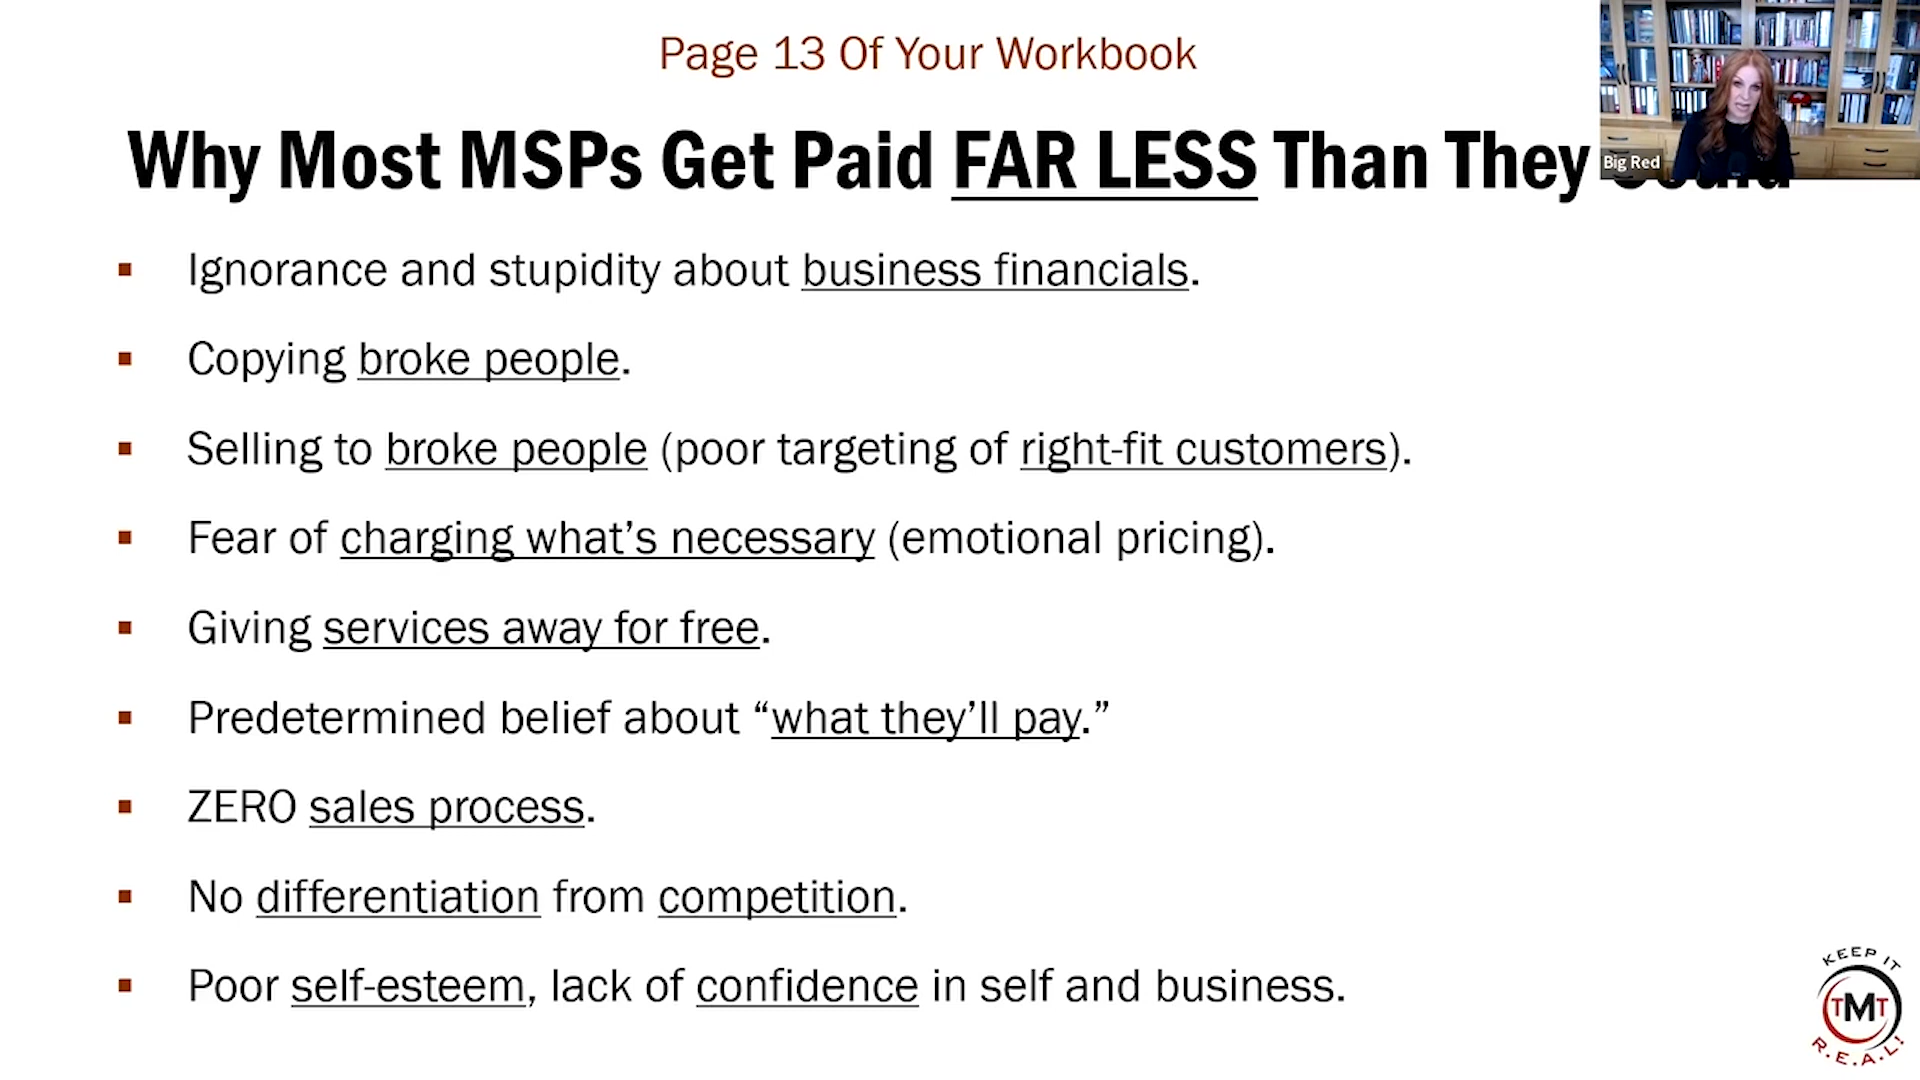 Page 13 Of Your Workbook
Why Most MSPs Get Paid FAR LESS Than They
Big Red
▪ Ignorance and stupidity about business financials.
▪ Copying broke people.
▪ Selling to broke people (poor targeting of right-fit customers).
▪ Fear of charging what’s necessary (emotional pricing).
▪ Giving services away for free.
▪ Predetermined belief about “what they’ll pay.”
▪ ZERO sales process.
▪ No differentiation from competition.
▪ Poor self-esteem, lack of confidence in self and business.
KEEP IT
TMT
R.E.A.L!